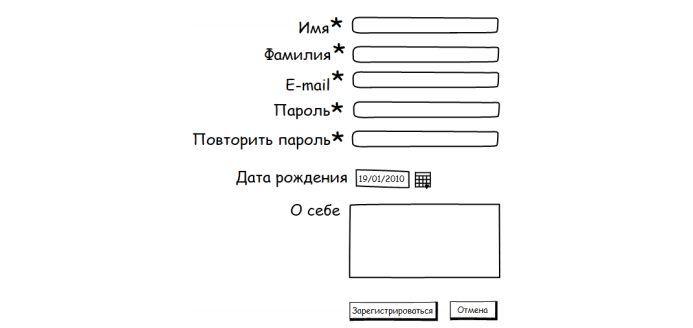 Имя*
Фамилия*
E-mail*
Пароль*
Повторить пароль*
Дата рождения 19/01/2010
О себе
Зарегистрироваться Отмена